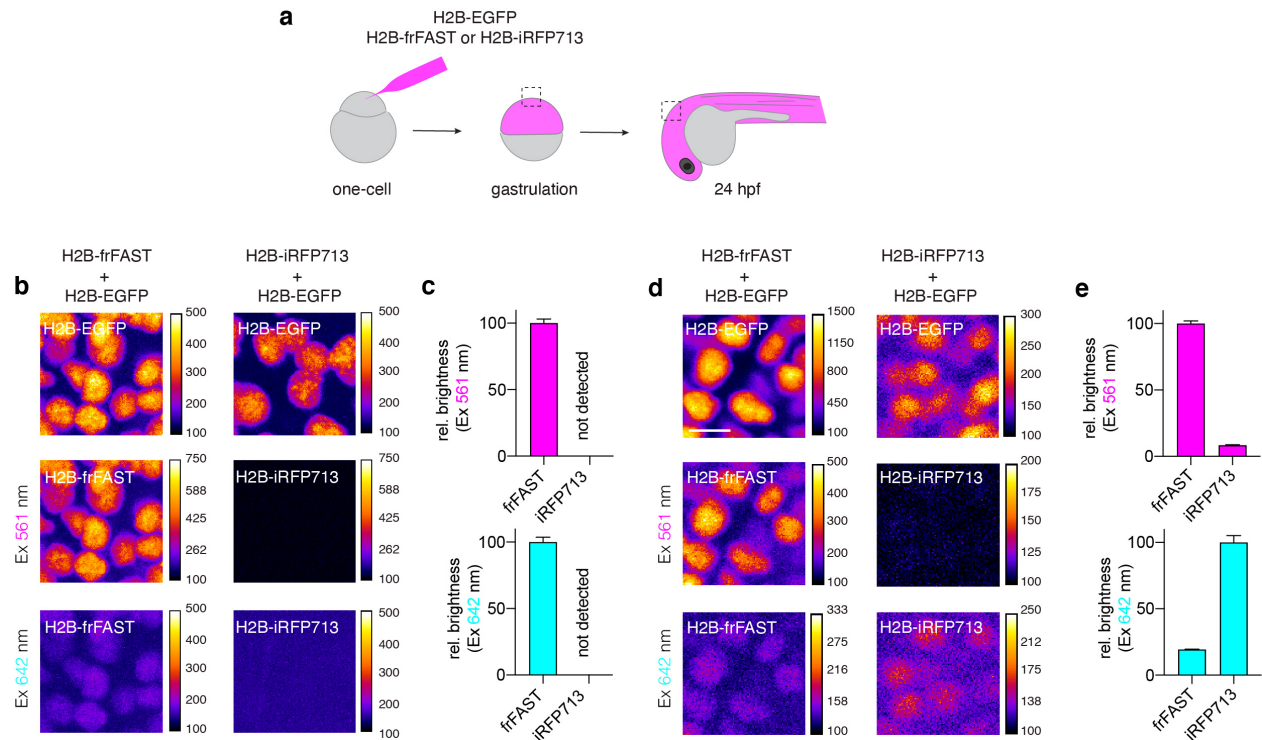 a
H2B-EGFP
H2B-frFAST or H2B-iRFP713
one-cell
gastrulation
24 hpf
b
H2B-frFAST
+
H2B-EGFP
H2B-iRFP713
+
H2B-EGFP
H2B-EGFP
500
400
300
200
100
H2B-EGFP
500
400
300
200
100
Ex 561 nm
H2B-frFAST
750
588
425
262
100
H2B-iRFP713
750
588
425
262
100
Ex 642 nm
H2B-frFAST
500
400
300
200
100
H2B-iRFP713
500
400
300
200
100
c
rel. brightness
(Ex 561 nm)
100
50
0
not detected
frFAST
iRFP713
rel. brightness
(Ex 642 nm)
100
50
0
not detected
frFAST
iRFP713
d
H2B-frFAST
+
H2B-EGFP
H2B-iRFP713
+
H2B-EGFP
H2B-EGFP
1500
1150
800
450
100
H2B-EGFP
300
250
200
150
100
Ex 561 nm
H2B-frFAST
500
400
300
200
100
H2B-iRFP713
200
175
150
125
100
Ex 642 nm
H2B-frFAST
333
275
216
158
100
H2B-iRFP713
250
212
175
138
100
e
rel. brightness
(Ex 561 nm)
100
50
0
frFAST
iRFP713
rel. brightness
(Ex 642 nm)
100
50
0
frFAST
iRFP713